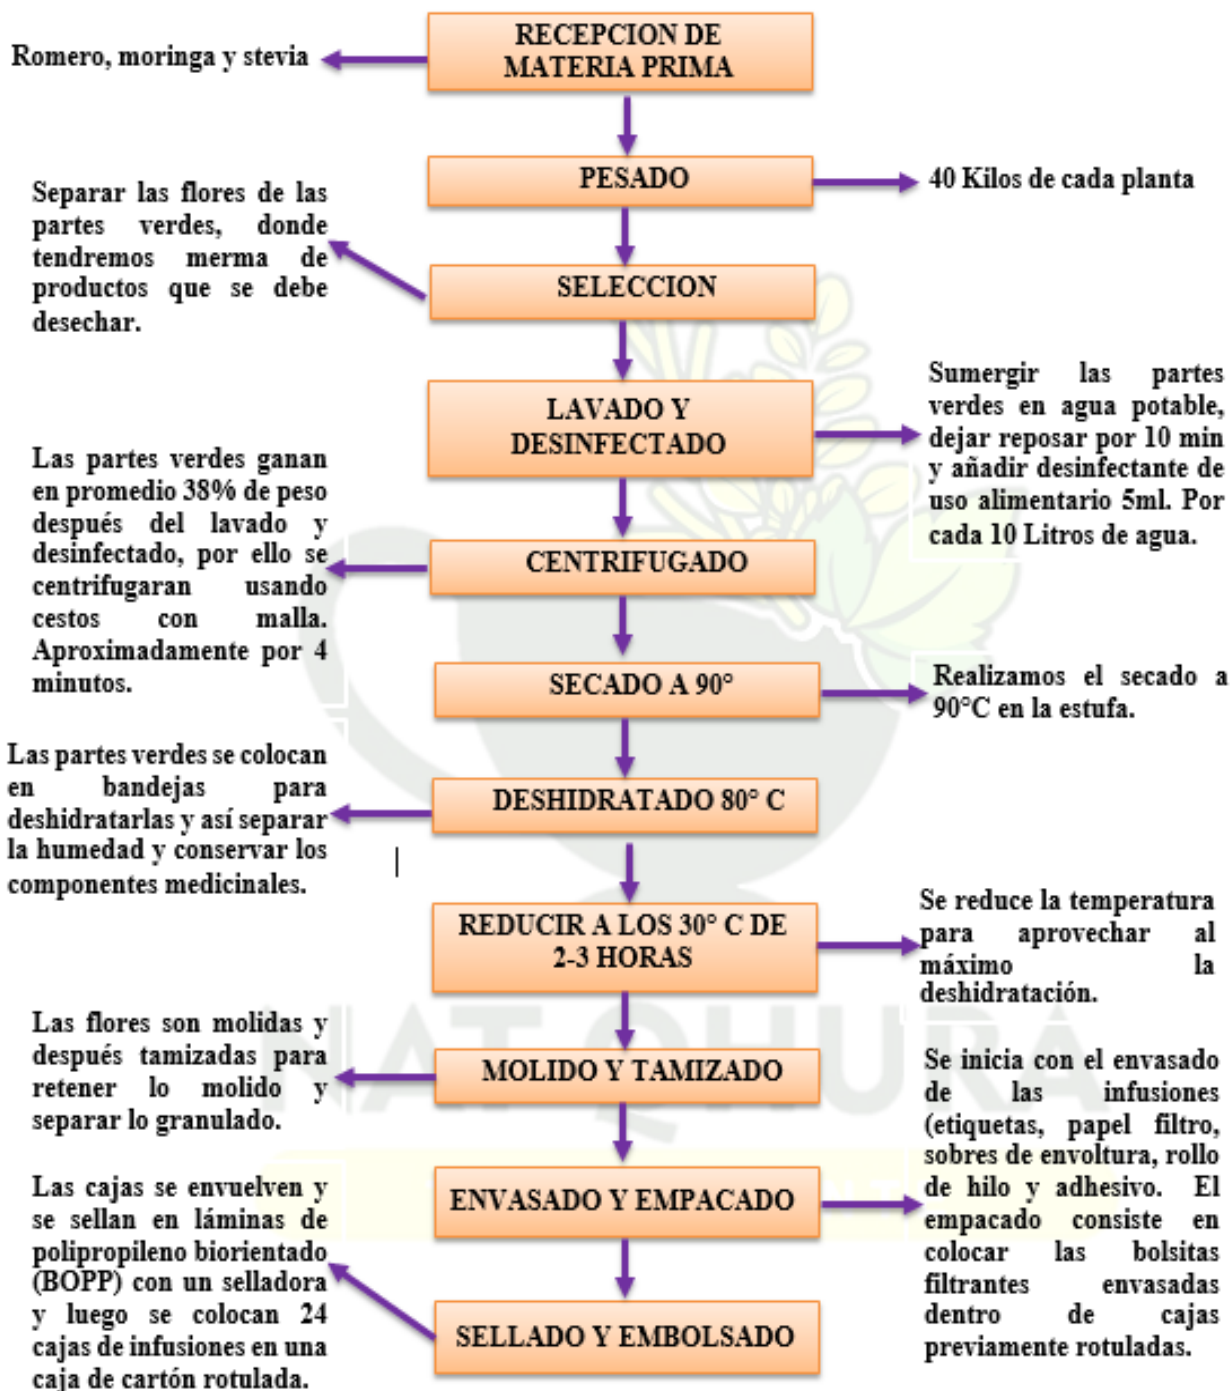 RECEPCION DE
MATERIA PRIMA
Romero, moringa y stevia
PESADO
40 Kilos de cada planta
SELECCION
Separar las flores de las
partes verdes, donde
tendremos merma de
productos que se debe
desechar.
LAVADO Y
DESINFECTADO
Sumergir las partes
verdes en agua potable,
dejar reposar por 10 min
y añadir desinfectante de
uso alimentario 5ml. Por
cada 10 Litros de agua.
CENTRIFUGADO
Las partes verdes ganan
en promedio 38% de peso
después del lavado y
desinfectado, por ello se
centrifugaran usando
cestos con malla.
Aproximadamente por 4
minutos.
SECADO A 90°
Realizamos el secado a
90°C en la estufa.
DESHIDRATADO 80° C
Las partes verdes se colocan
en bandejas para
deshidratarlas y así separar
la humedad y conservar los
componentes medicinales.
REDUCIR A LOS 30° C DE
2-3 HORAS
Se reduce la temperatura
para aprovechar al
máximo la
deshidratación.
MOLIDO Y TAMIZADO
Las flores son molidas y
después tamizadas para
retener lo molido y
separar lo granulado.
ENVASADO Y EMPACADO
Se inicia con el envasado
de las infusiones
(etiquetas, papel filtro,
sobres de envoltura, rollo
de hilo y adhesivo. El
empacado consiste en
colocar las bolsitas
filtrantes envasadas
dentro de cajas
previamente rotuladas.
SELLADO Y EMBOLSADO
Las cajas se envuelven y
se sellan en láminas de
polipropileno biorientado
(BOPP) con un selladora
y luego se colocan 24
cajas de infusiones en una
caja de cartón rotulada.
NAT QHURA